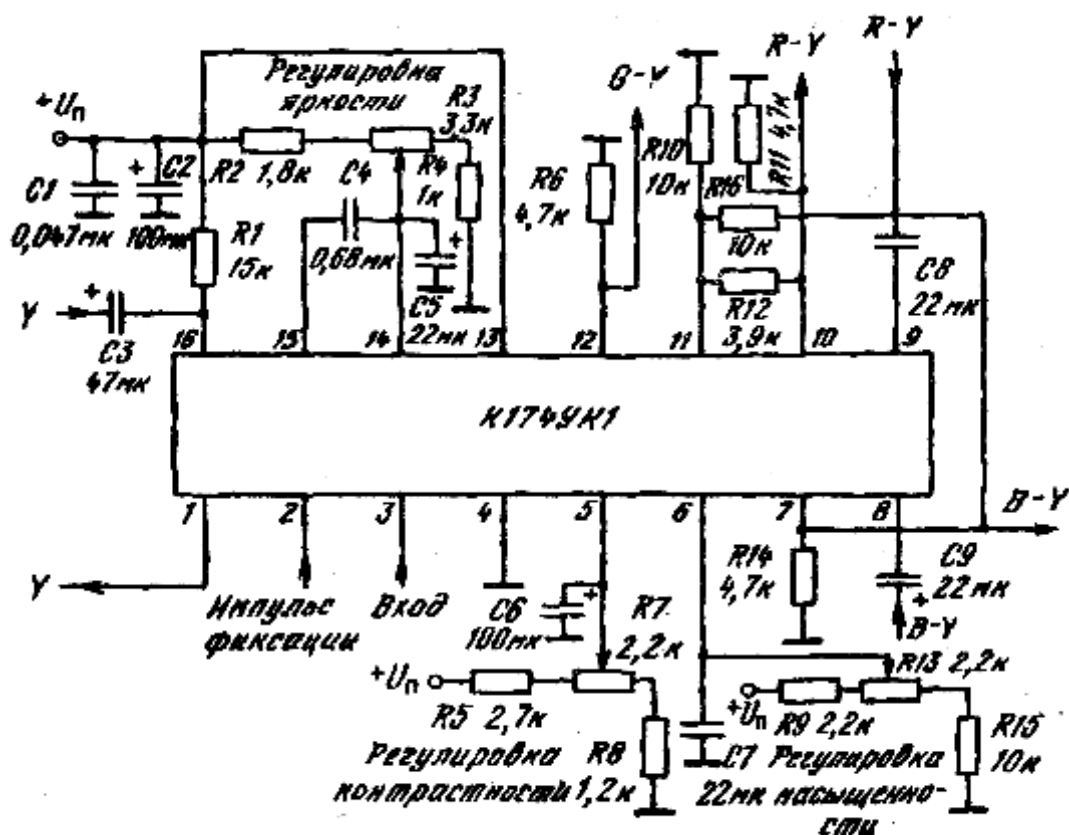 Регулировка
яркости
+Uп
C1
0,047мк
C2
100мк
R2 1,8к
C4
0,68мк
R4
1к
R3
3,3к
C5
22мк
R1
15к
Y
C3
47мк
R6
4,7к
G-Y
R10
10к
R-Y
R11 4,7к
R16
10к
R12
3,9к
R-Y
C8
22мк
16 15 14 13 12 11 10 9
К174УК1
1 2 3 4 5 6 7 8
Y
Импульс
фиксации
Вход
C6
100мк
R7
2,2к
+Uп
R5 2,7к
Регулировка
контрастности
R8
1,2к
C7
22мк
R14
4,7к
C9
22мк
B-Y
B-Y
R13 2,2к
+Uп
R9 2,2к
R15
10к
Регулировка
насыщенно-
сти